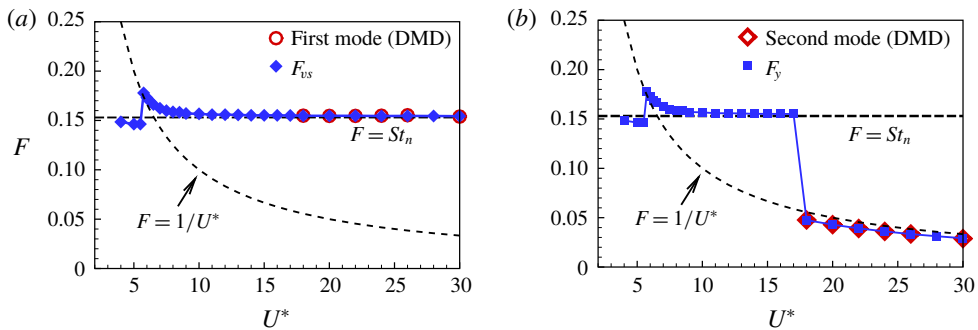 (a)
0.25
0.20
0.15
0.10
0.05
0
F
First mode (DMD)
F_vs
F = St_n
F = 1/U*
5 10 15 20 25 30
U*
(b)
0.25
0.20
0.15
0.10
0.05
0
Second mode (DMD)
F_y
F = St_n
F = 1/U*
5 10 15 20 25 30
U*